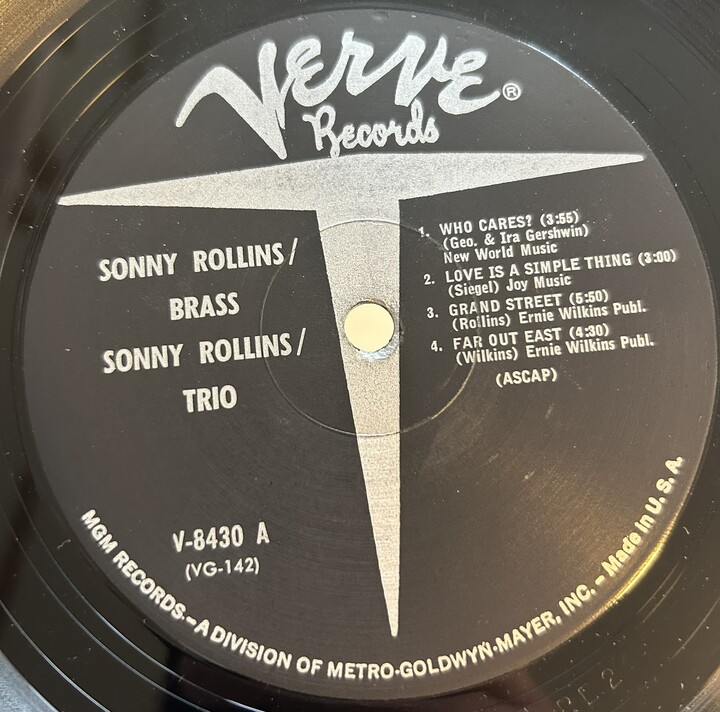 Verve®
Records
SONNY ROLLINS/
BRASS
SONNY ROLLINS/
TRIO
1. WHO CARES? (3:55)
(Geo. & Ira Gershwin)
New World Music
2. LOVE IS A SIMPLE THING (3:00)
(Siegel) Joy Music
3. GRAND STREET (5:50)
(Rollins) Ernie Wilkins Publ.
4. FAR OUT EAST (4:30)
(Wilkins) Ernie Wilkins Publ.
(ASCAP)
V-8430 A
(VG-142)
MGM RECORDS.–A DIVISION OF METRO-GOLDWYN-MAYER, INC. – Made in U. S. A.